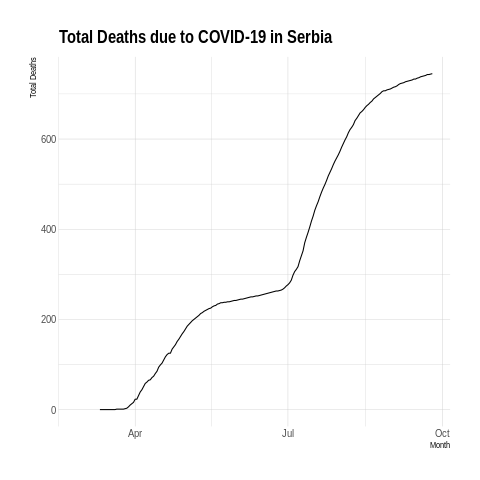 Total Deaths due to COVID-19 in Serbia
Total Deaths
600
400
200
0
Apr
Jul
Oct
Month